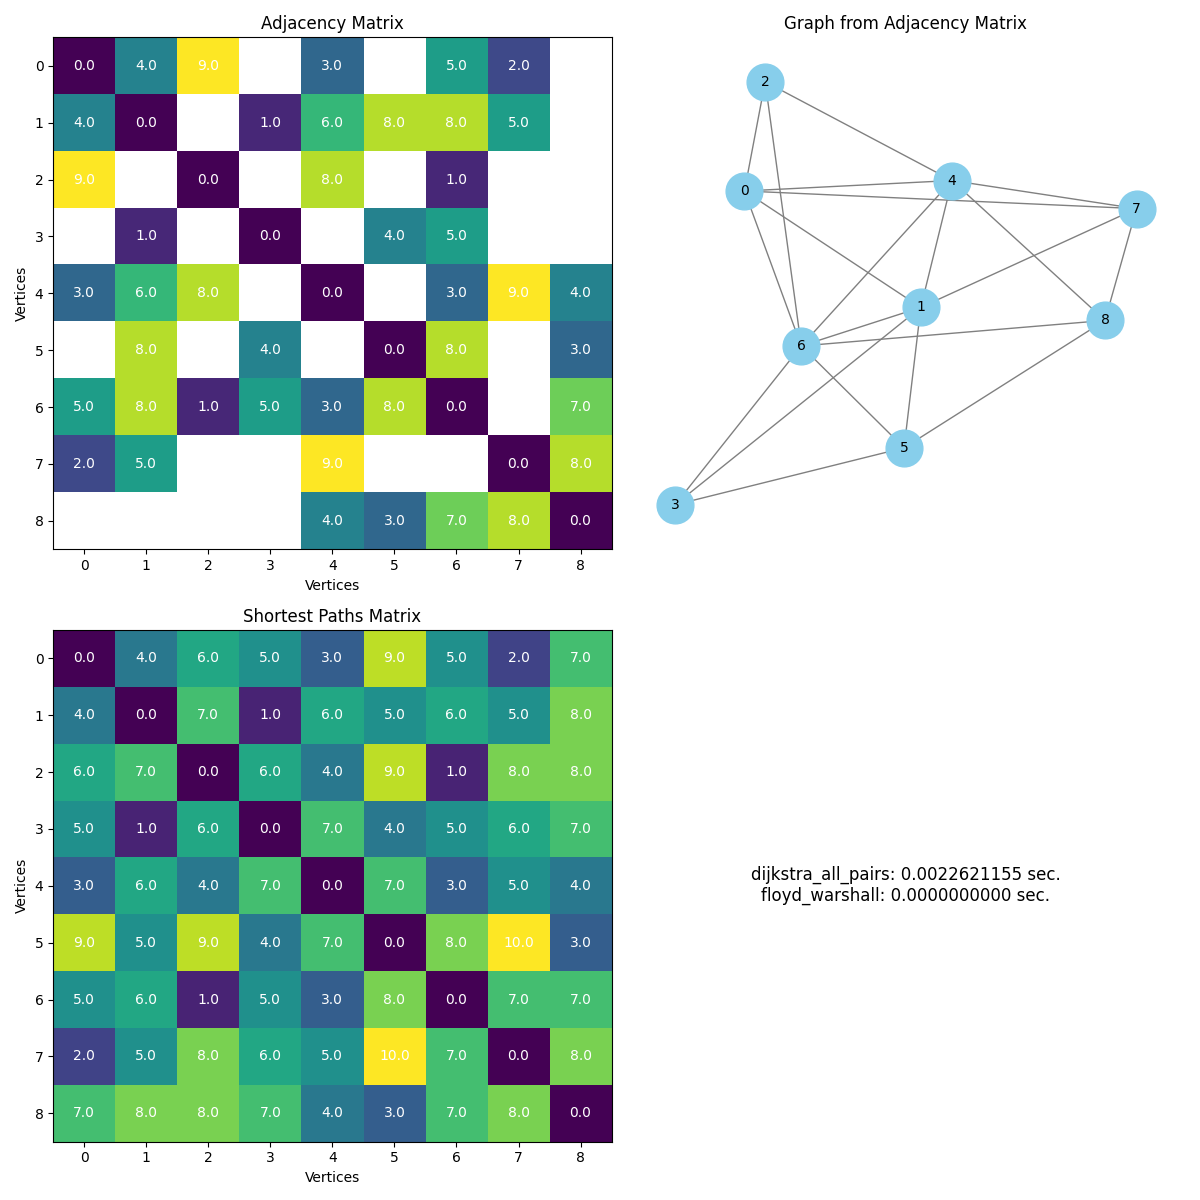 Adjacency Matrix
0 0.0 4.0 9.0 3.0 5.0 2.0
1 4.0 0.0 1.0 6.0 8.0 8.0 5.0
2 9.0 0.0 8.0 1.0
3 1.0 0.0 4.0 5.0
4 3.0 6.0 8.0 0.0 3.0 9.0 4.0
5 8.0 4.0 0.0 8.0 3.0
6 5.0 8.0 1.0 5.0 3.0 8.0 0.0 7.0
7 2.0 5.0 9.0 0.0 8.0
8 4.0 3.0 7.0 8.0 0.0
0 1 2 3 4 5 6 7 8
Vertices
Vertices
Graph from Adjacency Matrix
2
4
0
7
1
8
6
5
3
Shortest Paths Matrix
0 0.0 4.0 6.0 5.0 3.0 9.0 5.0 2.0 7.0
1 4.0 0.0 7.0 1.0 6.0 5.0 6.0 5.0 8.0
2 6.0 7.0 0.0 6.0 4.0 9.0 1.0 8.0 8.0
3 5.0 1.0 6.0 0.0 7.0 4.0 5.0 6.0 7.0
4 3.0 6.0 4.0 7.0 0.0 7.0 3.0 5.0 4.0
5 9.0 5.0 9.0 4.0 7.0 0.0 8.0 10.0 3.0
6 5.0 6.0 1.0 5.0 3.0 8.0 0.0 7.0 7.0
7 2.0 5.0 8.0 6.0 5.0 10.0 7.0 0.0 8.0
8 7.0 8.0 8.0 7.0 4.0 3.0 7.0 8.0 0.0
0 1 2 3 4 5 6 7 8
Vertices
Vertices
dijkstra_all_pairs: 0.0022621155 sec.
floyd_warshall: 0.0000000000 sec.